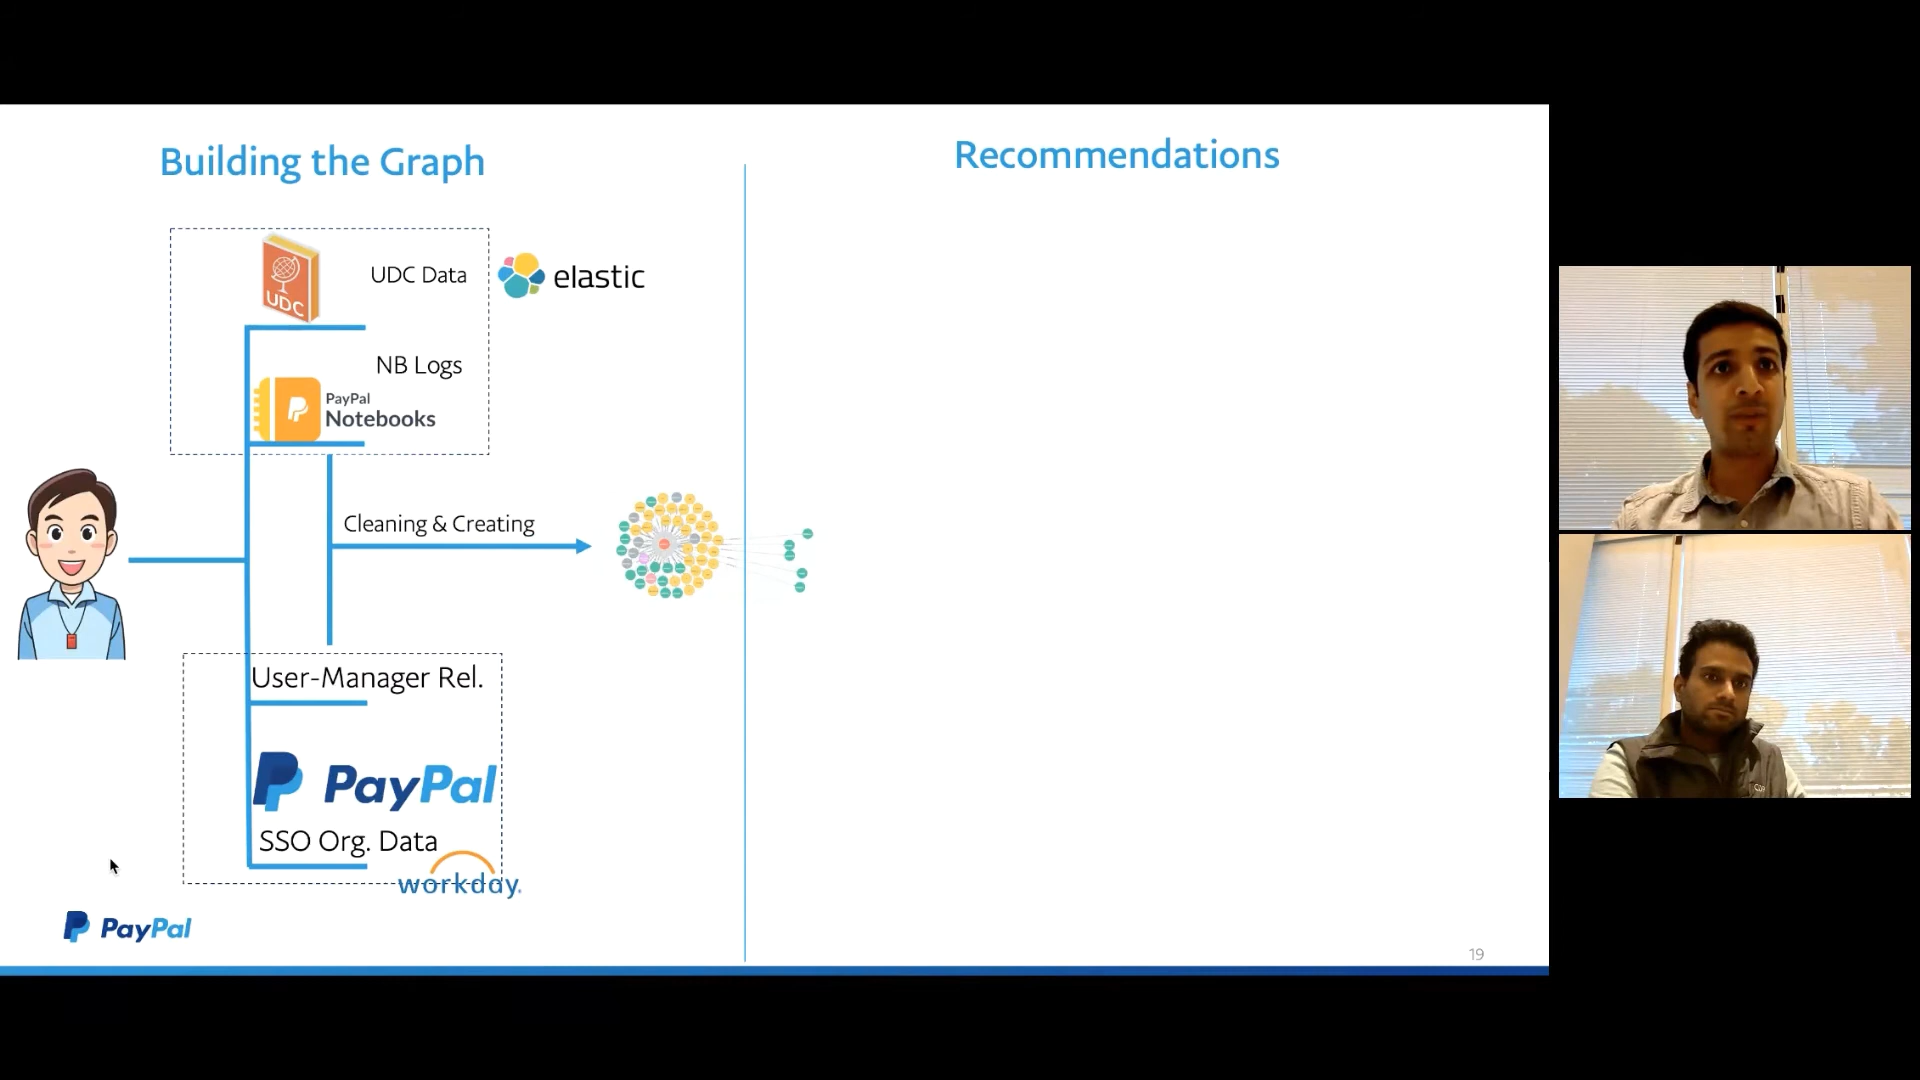 Building the Graph
Recommendations
UDC
UDC Data
elastic
NB Logs
PayPal
Notebooks
Cleaning & Creating
User-Manager Rel.
PayPal
SSO Org. Data
workday.
PayPal
19